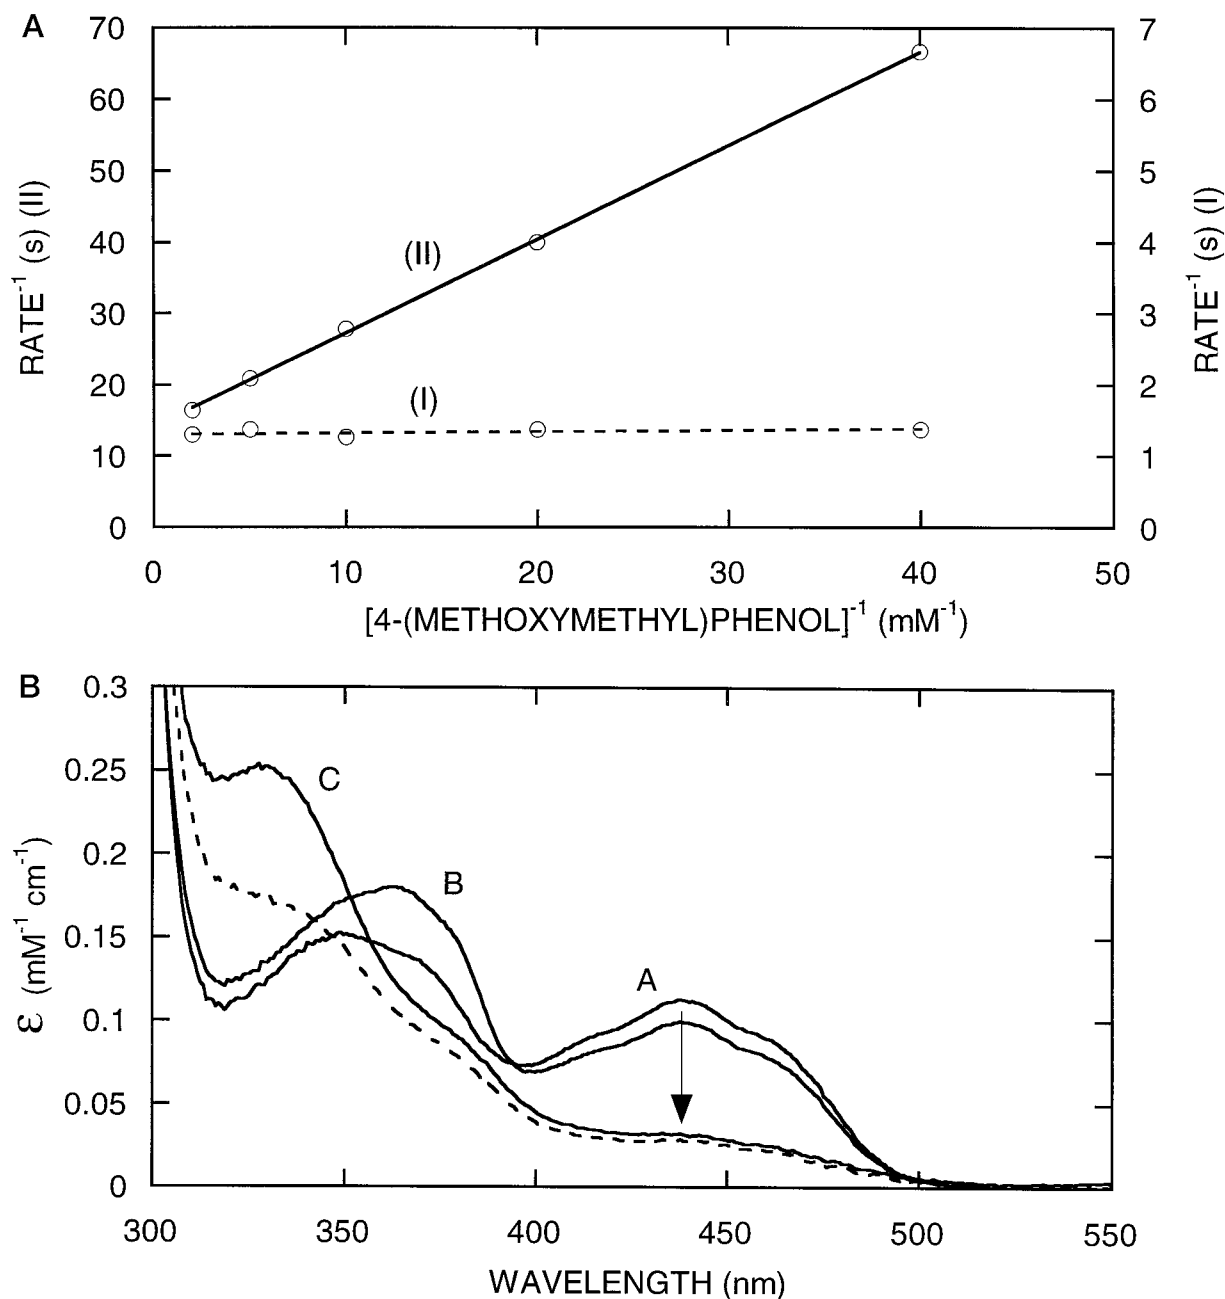 A
70
60
50
40
30
20
10
0
RATE⁻¹ (s) (II)
7
6
5
4
3
2
1
0
RATE⁻¹ (s) (I)
(II)
(I)
0 10 20 30 40 50
[4-(METHOXYMETHYL)PHENOL]⁻¹ (mM⁻¹)
B
0.3
0.25
0.2
0.15
0.1
0.05
0
ε (mM⁻¹ cm⁻¹)
C
B
A
300 350 400 450 500 550
WAVELENGTH (nm)